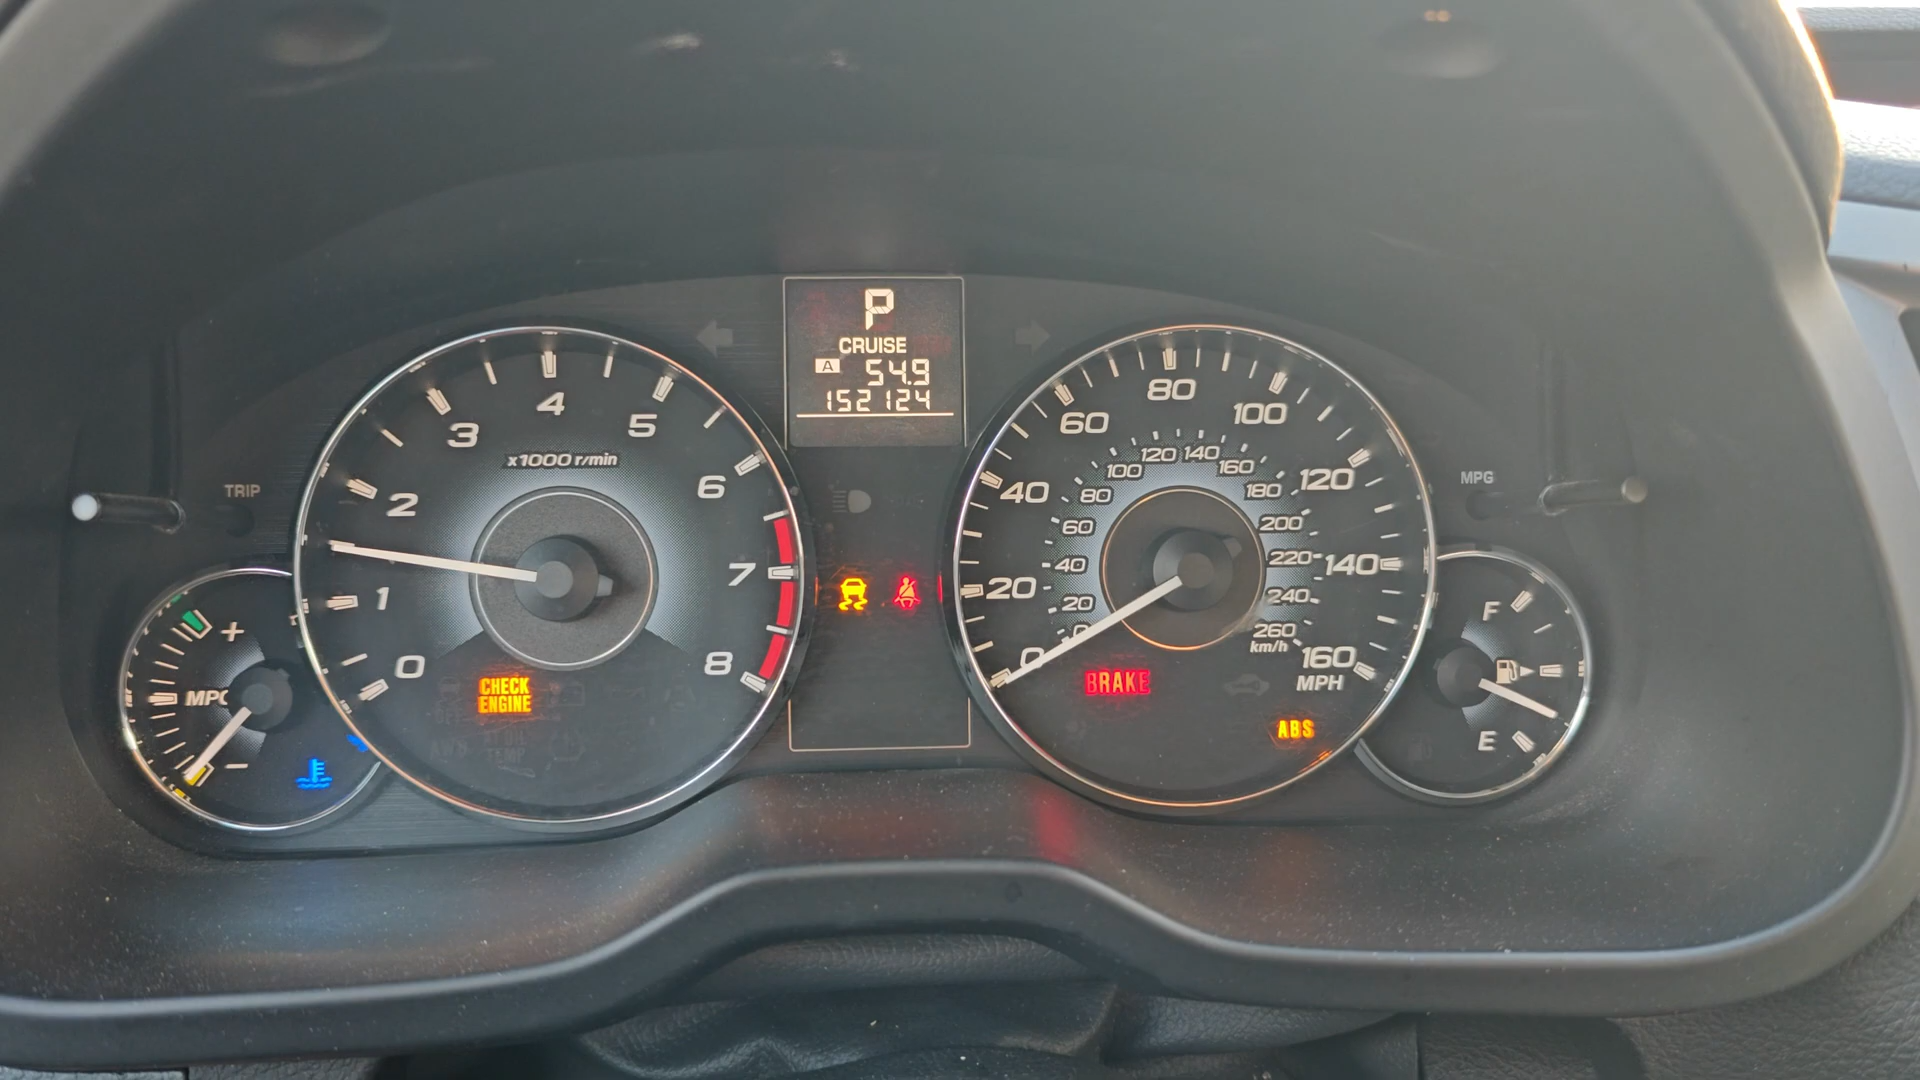 P
CRUISE
A 54.9
152124
TRIP
MPG
x1000 r/min
0
1
2
3
4
5
6
7
8
CHECK
ENGINE
+
−
0
20
40
60
80
100
120
140
160
MPH
20
40
60
80
100
120
140
160
180
200
220
240
260
km/h
BRAKE
ABS
F
E
TEMP